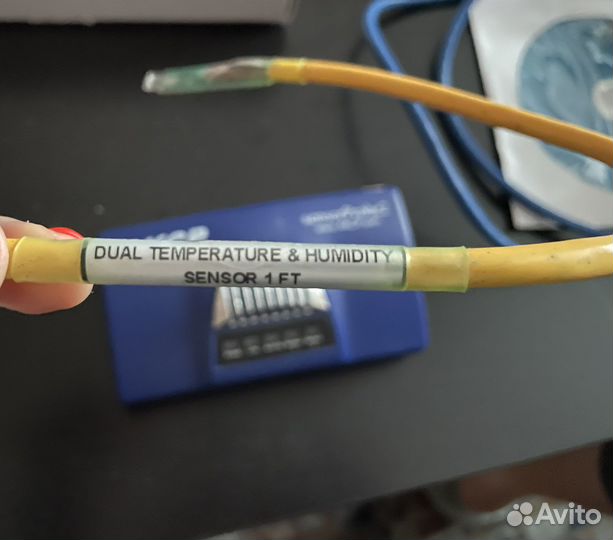 DUAL TEMPERATURE & HUMIDITY
SENSOR 1 FT
Avito